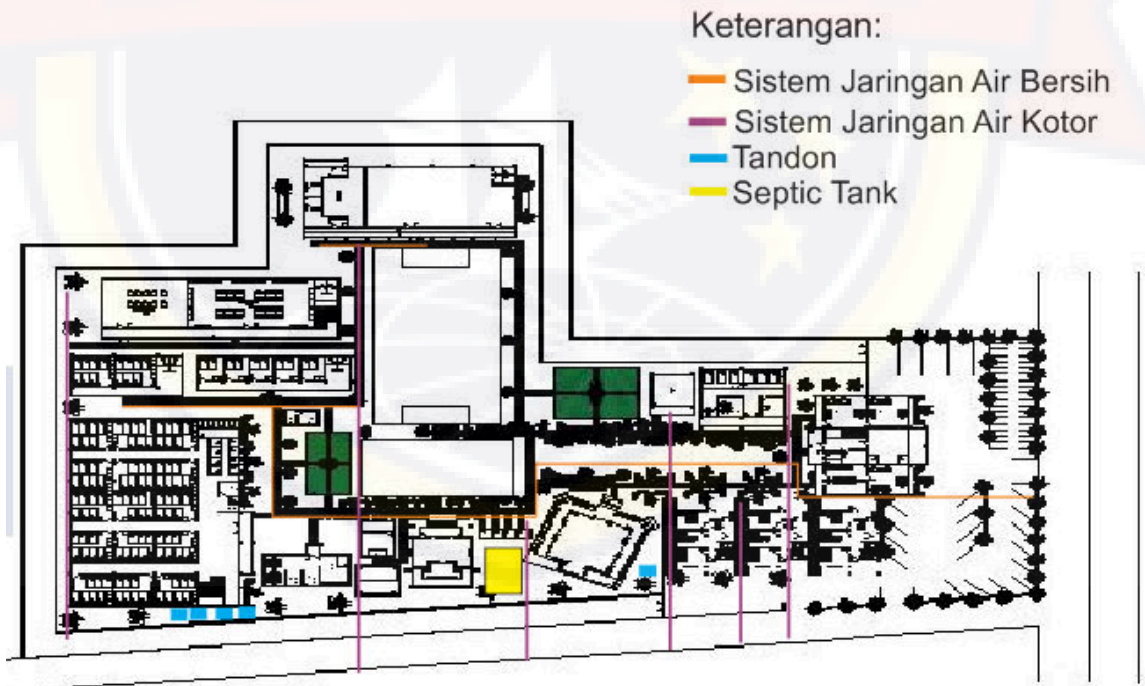 Keterangan:
Sistem Jaringan Air Bersih
Sistem Jaringan Air Kotor
Tandon
Septic Tank